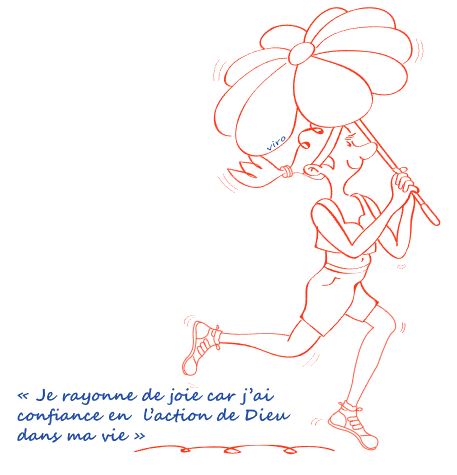 viro
« Je rayonne de joie car j'ai
confiance en l'action de Dieu
dans ma vie »